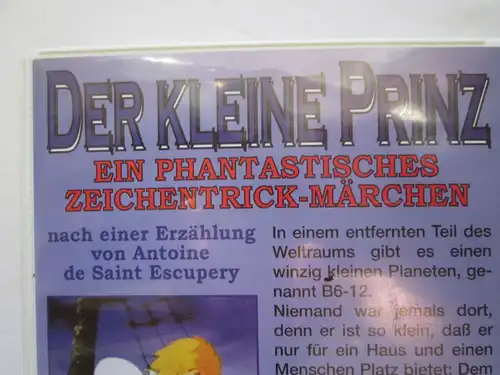 DER KLEINE PRINZ
EIN PHANTASTISCHES
ZEICHENTRICK-MÄRCHEN
nach einer Erzählung
von Antoine
de Saint Escupery
In einem entfernten Teil des
Weltraums gibt es einen
winzig kleinen Planeten, ge-
nannt B6-12.
Niemand war jemals dort,
denn er ist so klein, daß er
nur für ein Haus und einen
Menschen Platz bietet: Dem